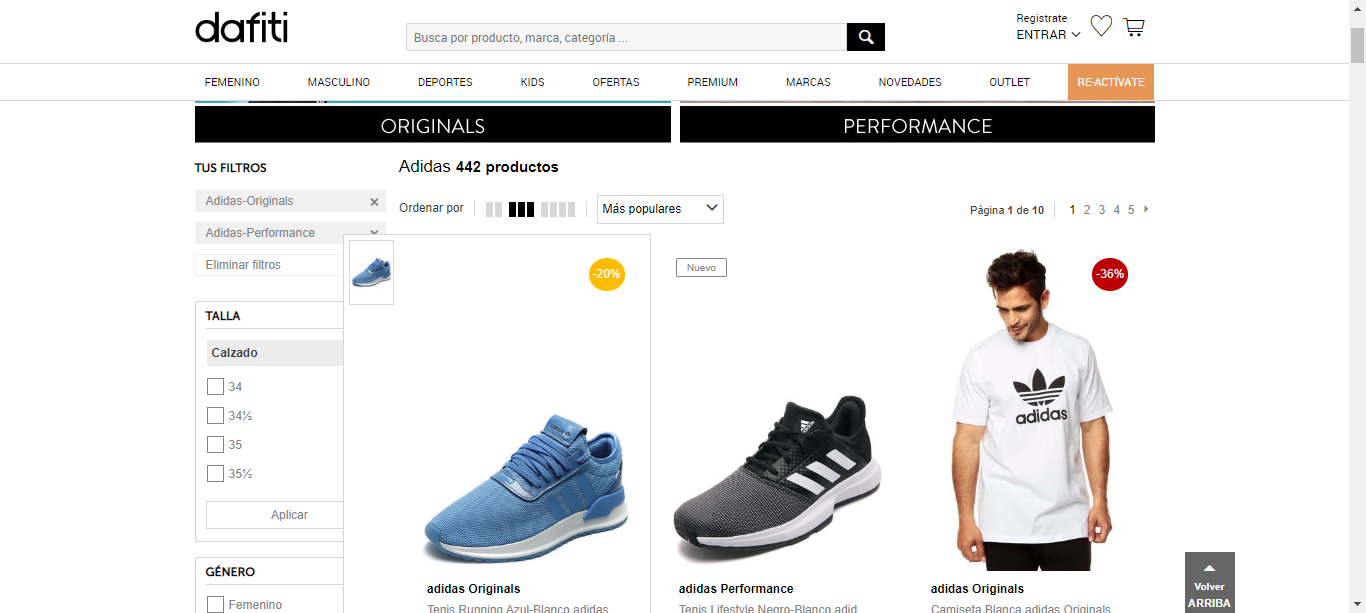 dafiti
Busca por producto, marca, categoría ...
Registrate
ENTRAR
FEMENINO MASCULINO DEPORTES KIDS OFERTAS PREMIUM MARCAS NOVEDADES OUTLET RE-ACTÍVATE
ORIGINALS PERFORMANCE
TUS FILTROS
Adidas 442 productos
Adidas-Originals ×
Ordenar por
Más populares
Página 1 de 10
1 2 3 4 5
Adidas-Performance
Eliminar filtros
-20%
Nuevo
-36%
TALLA
Calzado
34
34½
35
35½
Aplicar
adidas
GÉNERO
Femenino
adidas Originals
Tenis Running Azul-Blanco adidas
adidas Performance
Tenis Lifestyle Negro-Blanco adid
adidas Originals
Camiseta Blanca adidas Originals
Volver
ARRIBA